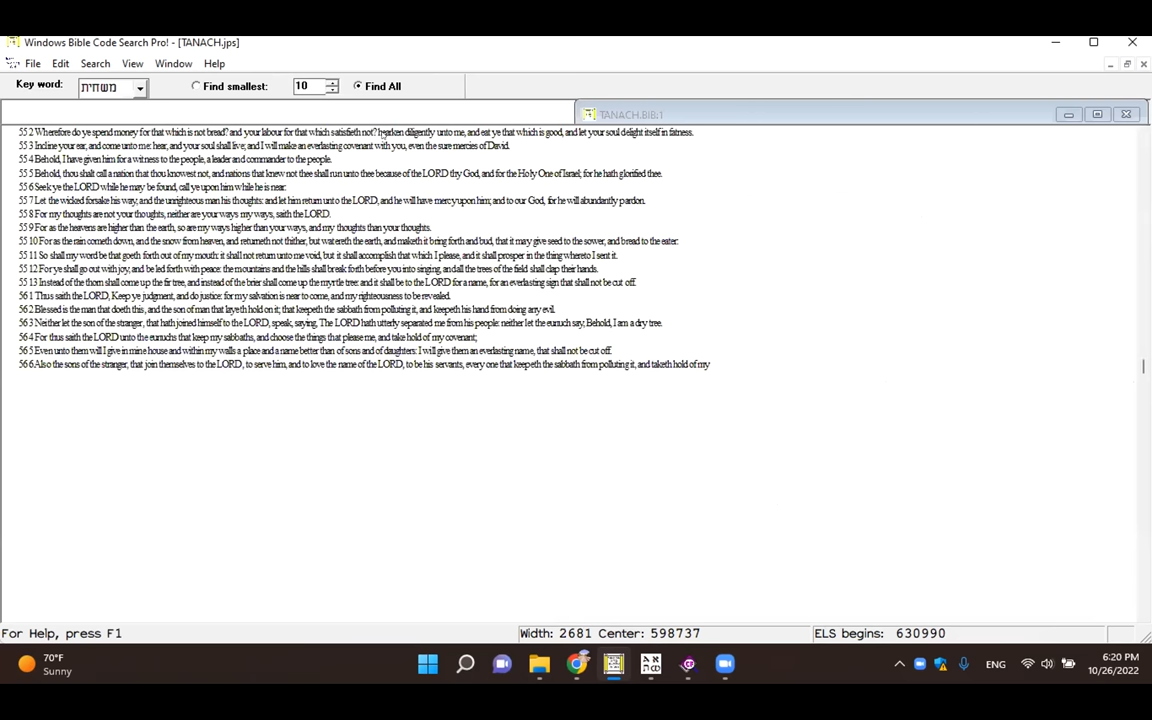 Windows Bible Code Search Pro! - [TANACH.jps]
File Edit Search View Window Help
Key word: משחית Find smallest: 10 Find All
TANACH.BIB:1
55 2 Wherefore do ye spend money for that which is not bread? and your labour for that which satisfieth not? hearken diligently unto me, and eat ye that which is good, and let your soul delight itself in fatness.
55 3 Incline your ear, and come unto me: hear, and your soul shall live; and I will make an everlasting covenant with you, even the sure mercies of David.
55 4 Behold, I have given him for a witness to the people, a leader and commander to the people.
55 5 Behold, thou shalt call a nation that thou knowest not, and nations that knew not thee shall run unto thee because of the LORD thy God, and for the Holy One of Israel; for he hath glorified thee.
55 6 Seek ye the LORD while he may be found, call ye upon him while he is near:
55 7 Let the wicked forsake his way, and the unrighteous man his thoughts: and let him return unto the LORD, and he will have mercy upon him; and to our God, for he will abundantly pardon.
55 8 For my thoughts are not your thoughts, neither are your ways my ways, saith the LORD.
55 9 For as the heavens are higher than the earth, so are my ways higher than your ways, and my thoughts than your thoughts.
55 10 For as the rain cometh down, and the snow from heaven, and returneth not thither, but watereth the earth, and maketh it bring forth and bud, that it may give seed to the sower, and bread to the eater:
55 11 So shall my word be that goeth forth out of my mouth: it shall not return unto me void, but it shall accomplish that which I please, and it shall prosper in the thing whereto I sent it.
55 12 For ye shall go out with joy, and be led forth with peace: the mountains and the hills shall break forth before you into singing, and all the trees of the field shall clap their hands.
55 13 Instead of the thorn shall come up the fir tree, and instead of the brier shall come up the myrtle tree: and it shall be to the LORD for a name, for an everlasting sign that shall not be cut off.
56 1 Thus saith the LORD, Keep ye judgment, and do justice: for my salvation is near to come, and my righteousness to be revealed.
56 2 Blessed is the man that doeth this, and the son of man that layeth hold on it; that keepeth the sabbath from polluting it, and keepeth his hand from doing any evil.
56 3 Neither let the son of the stranger, that hath joined himself to the LORD, speak, saying, The LORD hath utterly separated me from his people: neither let the eunuch say, Behold, I am a dry tree.
56 4 For thus saith the LORD unto the eunuchs that keep my sabbaths, and choose the things that please me, and take hold of my covenant;
56 5 Even unto them will I give in mine house and within my walls a place and a name better than of sons and of daughters: I will give them an everlasting name, that shall not be cut off.
56 6 Also the sons of the stranger, that join themselves to the LORD, to serve him, and to love the name of the LORD, to be his servants, every one that keepeth the sabbath from polluting it, and taketh hold of my
For Help, press F1 Width: 2681 Center: 598737 ELS begins: 630990
70°F
Sunny
ENG
6:20 PM
10/26/2022